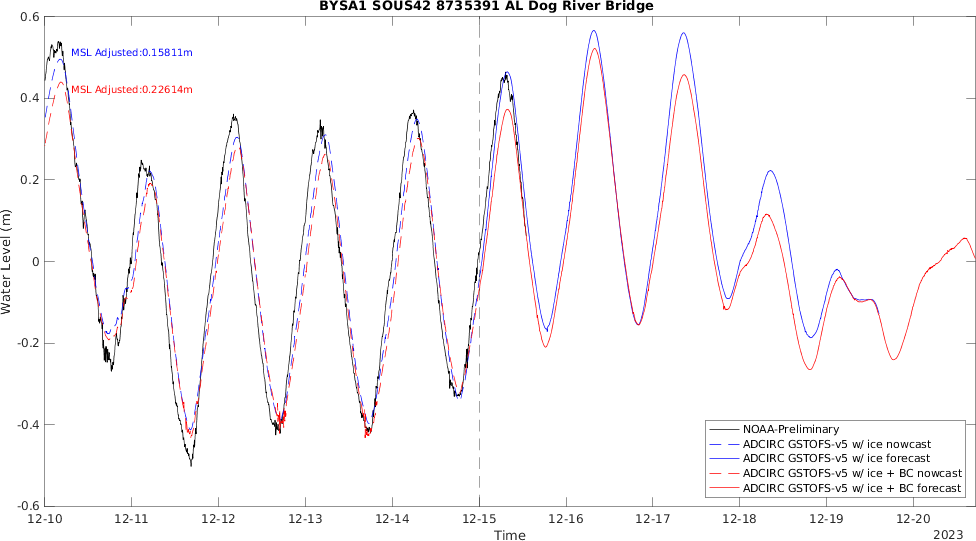 BYSA1 SOUS42 8735391 AL Dog River Bridge
0.6
MSL Adjusted:0.15811m
MSL Adjusted:0.22614m
0.4
0.2
0
-0.2
-0.4
-0.6
Water Level (m)
NOAA-Preliminary
ADCIRC GSTOFS-v5 w/ ice nowcast
ADCIRC GSTOFS-v5 w/ ice forecast
ADCIRC GSTOFS-v5 w/ ice + BC nowcast
ADCIRC GSTOFS-v5 w/ ice + BC forecast
12-10 12-11 12-12 12-13 12-14 12-15 12-16 12-17 12-18 12-19 12-20
Time
2023